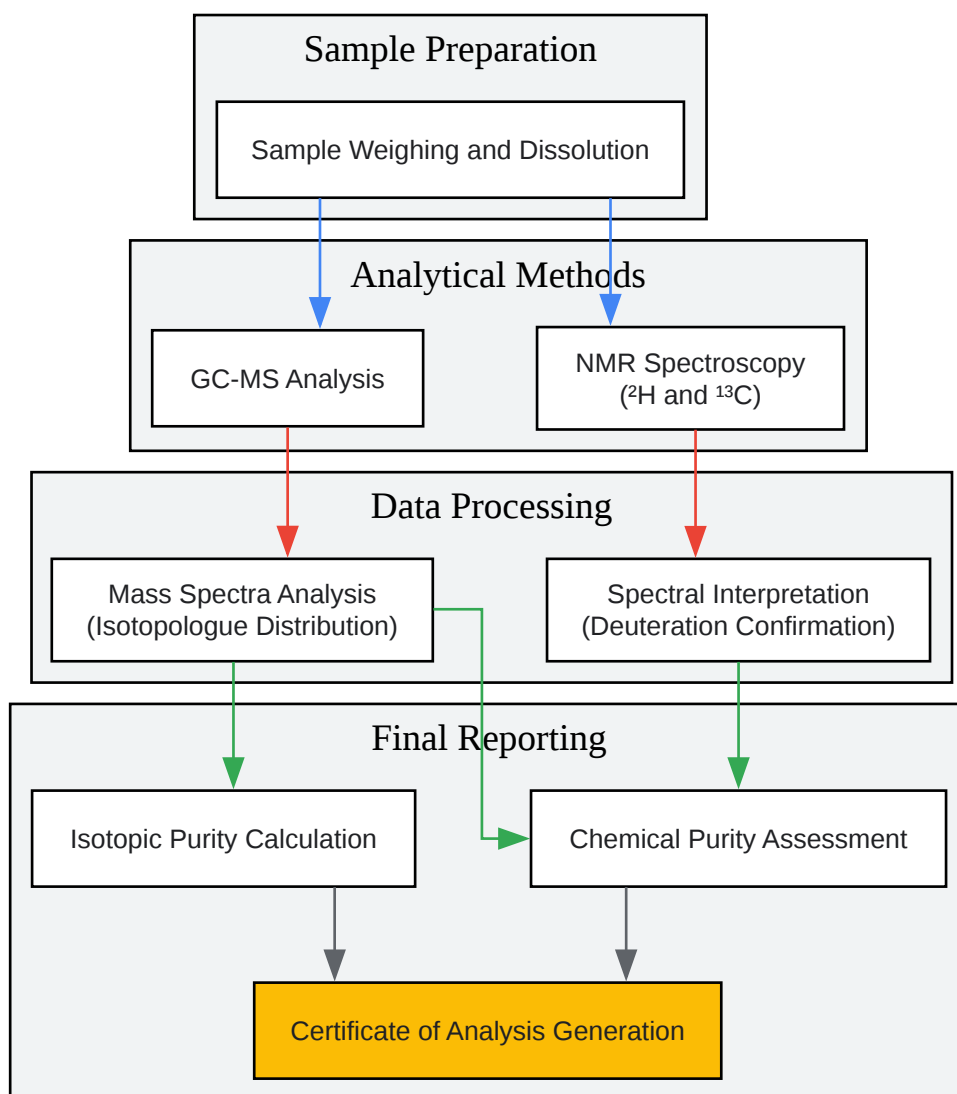 Sample Preparation
Sample Weighing and Dissolution
Analytical Methods
GC-MS Analysis
NMR Spectroscopy
(²H and ¹³C)
Data Processing
Mass Spectra Analysis
(Isotopologue Distribution)
Spectral Interpretation
(Deuteration Confirmation)
Final Reporting
Isotopic Purity Calculation
Chemical Purity Assessment
Certificate of Analysis Generation